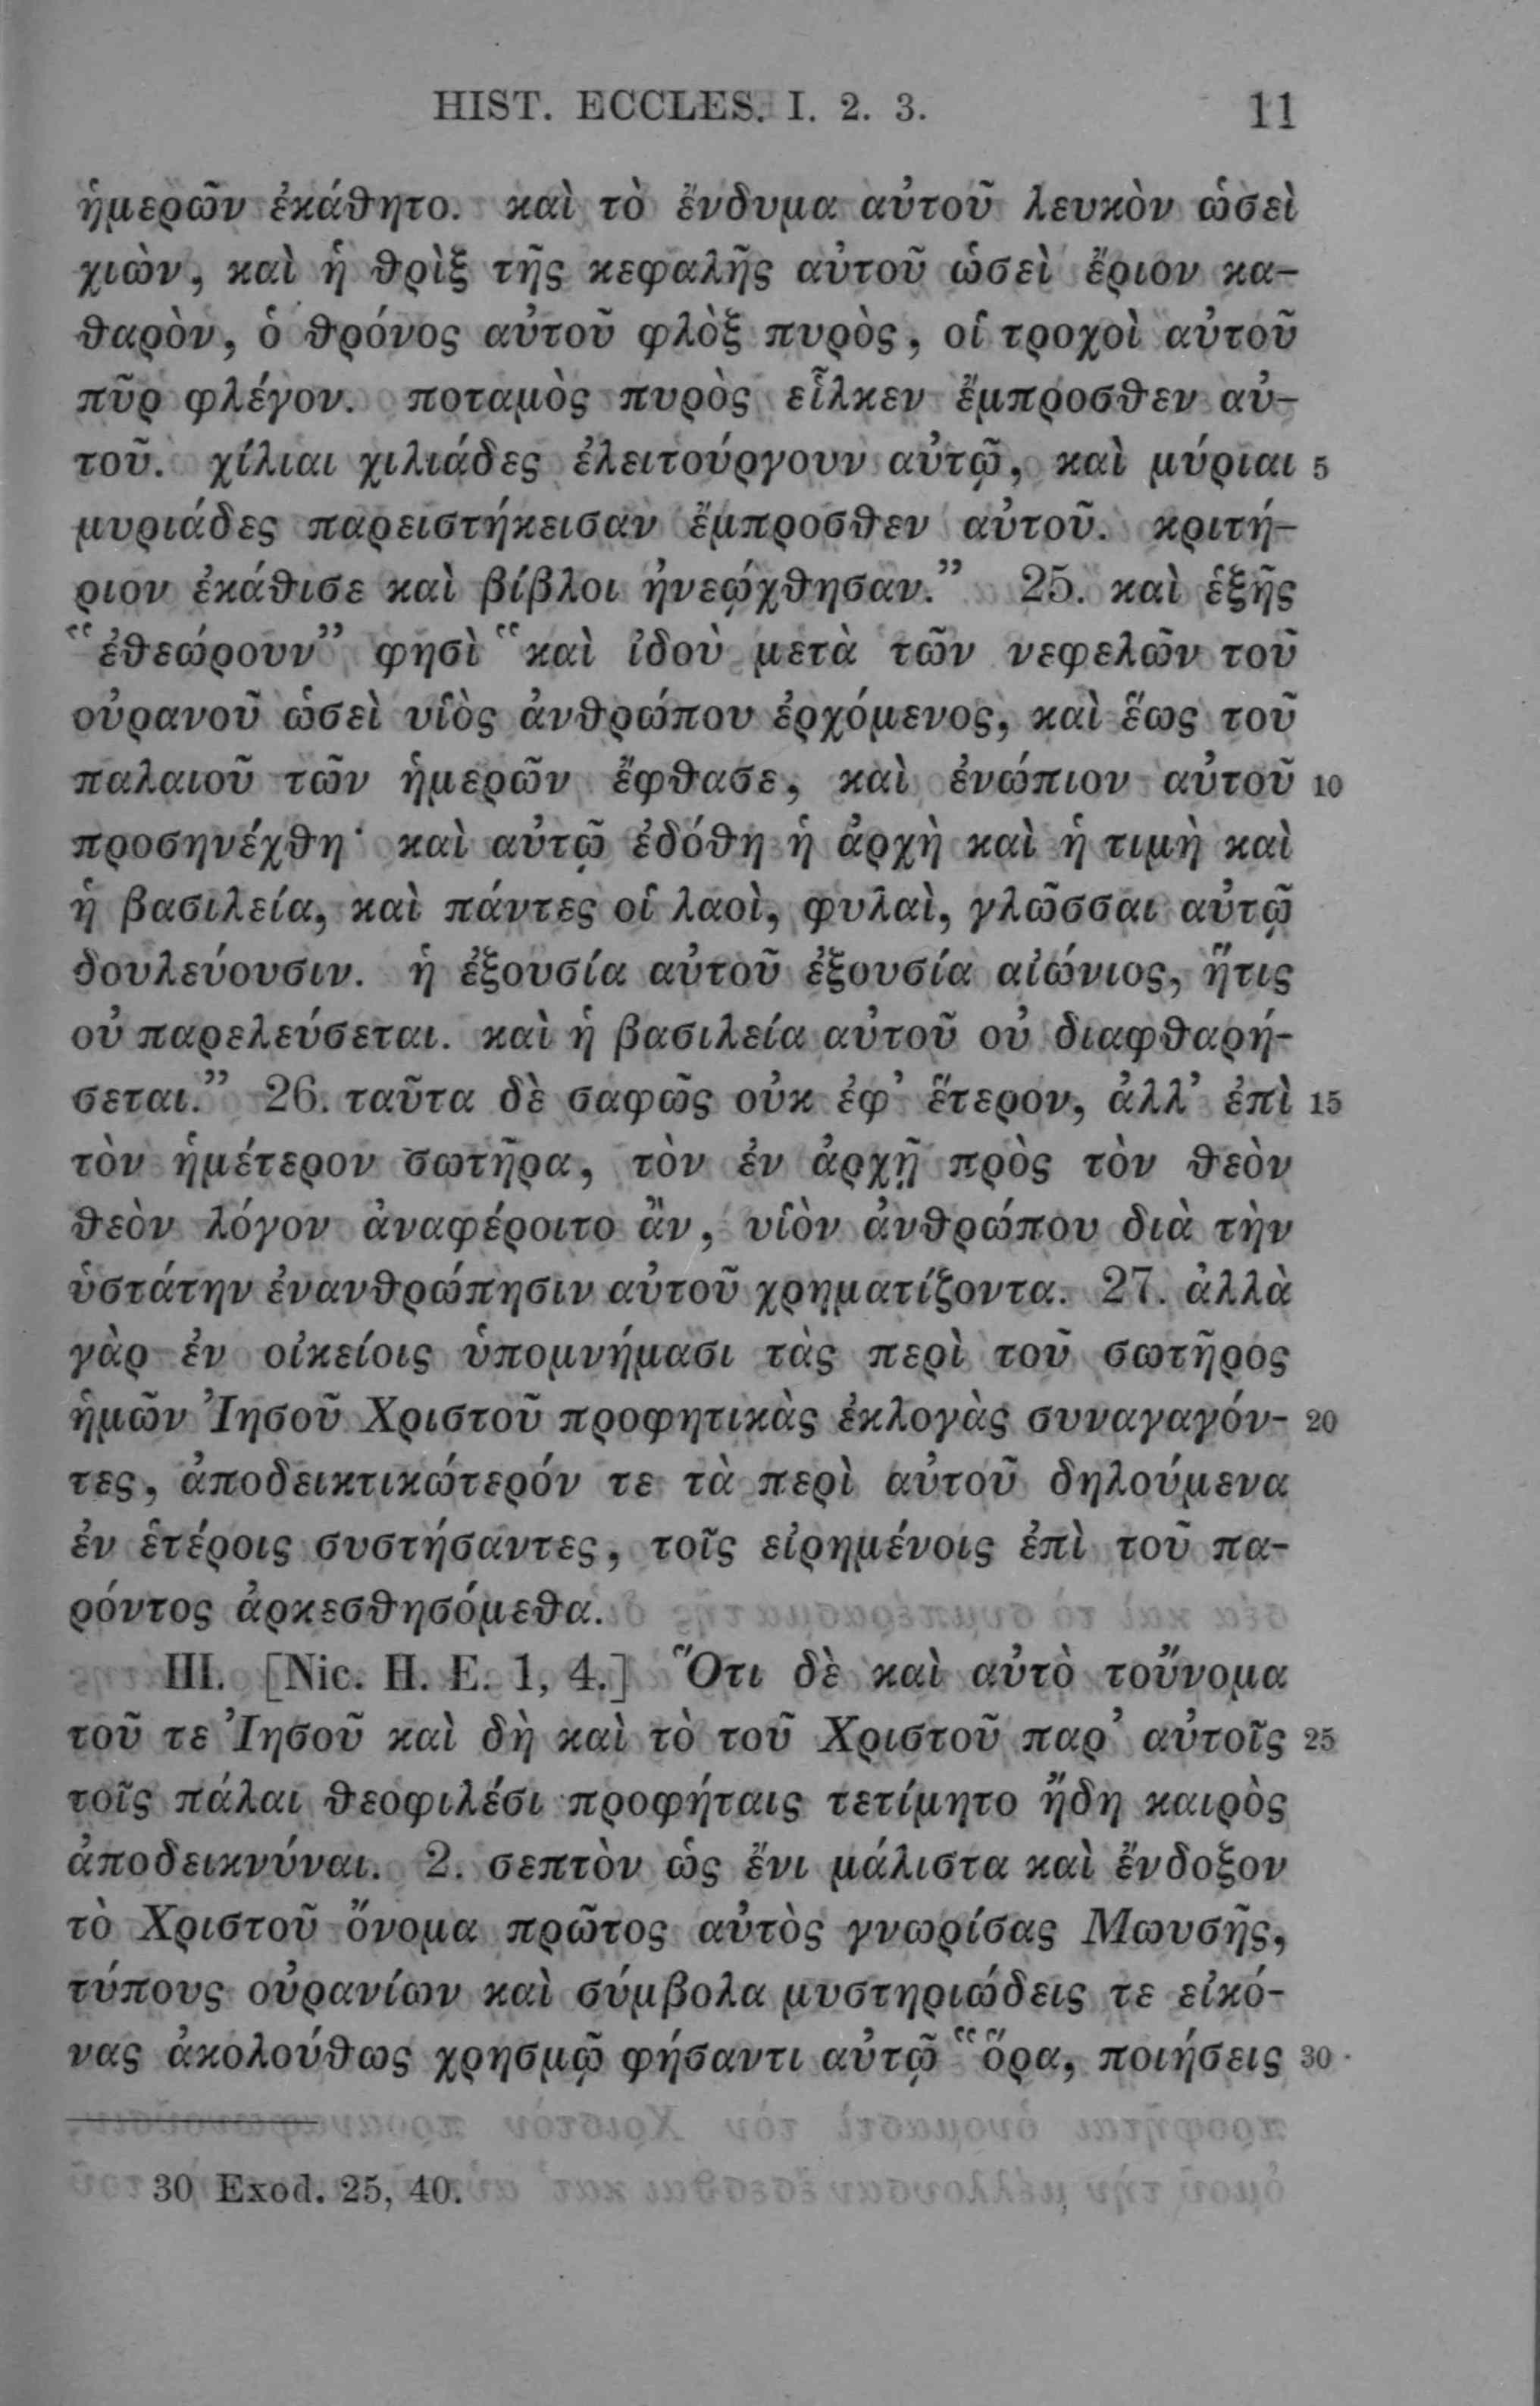 HIST. ECCLES. I. 2. 3. 11
ἡμερῶν ἐκάθητο. καὶ τὸ ἔνδυμα αὐτοῦ λευκὸν ὡσεὶ
χιὼν, καὶ ἡ θρὶξ τῆς κεφαλῆς αὐτοῦ ὡσεὶ ἔριον κα-
θαρὸν, ὁ θρόνος αὐτοῦ φλὸξ πυρὸς, οἱ τροχοὶ αὐτοῦ
πῦρ φλέγον. ποταμὸς πυρὸς εἷλκεν ἔμπροσθεν αὐ-
τοῦ. χίλιαι χιλιάδες ἐλειτούργουν αὐτῷ, καὶ μύριαι 5
μυριάδες παρειστήκεισαν ἔμπροσθεν αὐτοῦ. κριτή-
ριον ἐκάθισε καὶ βίβλοι ἠνεῴχθησαν.” 25. καὶ ἑξῆς
“ἐθεώρουν” φησὶ “καὶ ἰδοὺ μετὰ τῶν νεφελῶν τοῦ
οὐρανοῦ ὡσεὶ υἱὸς ἀνθρώπου ἐρχόμενος, καὶ ἕως τοῦ
παλαιοῦ τῶν ἡμερῶν ἔφθασε, καὶ ἐνώπιον αὐτοῦ 10
προσηνέχθη· καὶ αὐτῷ ἐδόθη ἡ ἀρχὴ καὶ ἡ τιμὴ καὶ
ἡ βασιλεία, καὶ πάντες οἱ λαοὶ, φυλαὶ, γλῶσσαι αὐτῷ
δουλεύουσιν. ἡ ἐξουσία αὐτοῦ ἐξουσία αἰώνιος, ἥτις
οὐ παρελεύσεται. καὶ ἡ βασιλεία αὐτοῦ οὐ διαφθαρή-
σεται.” 26. ταῦτα δὲ σαφῶς οὐκ ἐφ’ ἕτερον, ἀλλ’ ἐπὶ 15
τὸν ἡμέτερον σωτῆρα, τὸν ἐν ἀρχῇ πρὸς τὸν θεὸν
θεὸν λόγον ἀναφέροιτο ἂν, υἱὸν ἀνθρώπου διὰ τὴν
ὑστάτην ἐνανθρώπησιν αὐτοῦ χρηματίζοντα. 27. ἀλλὰ
γὰρ ἐν οἰκείοις ὑπομνήμασι τὰς περὶ τοῦ σωτῆρος
ἡμῶν Ἰησοῦ Χριστοῦ προφητικὰς ἐκλογὰς συναγαγόν- 20
τες, ἀποδεικτικώτερόν τε τὰ περὶ αὐτοῦ δηλούμενα
ἐν ἑτέροις συστήσαντες, τοῖς εἰρημένοις ἐπὶ τοῦ πα-
ρόντος ἀρκεσθησόμεθα.
III. [Nic. H. E. 1, 4.] Ὅτι δὲ καὶ αὐτὸ τοὔνομα
τοῦ τε Ἰησοῦ καὶ δὴ καὶ τὸ τοῦ Χριστοῦ παρ’ αὐτοῖς 25
τοῖς πάλαι θεοφιλέσι προφήταις τετίμητο ἤδη καιρὸς
ἀποδεικνύναι. 2. σεπτὸν ὡς ἔνι μάλιστα καὶ ἔνδοξον
τὸ Χριστοῦ ὄνομα πρῶτος αὐτὸς γνωρίσας Μωυσῆς,
τύπους οὐρανίων καὶ σύμβολα μυστηριώδεις τε εἰκό-
νας ἀκολούθως χρησμῷ φήσαντι αὐτῷ “ὅρα, ποιήσεις 30
30 Exod. 25, 40.